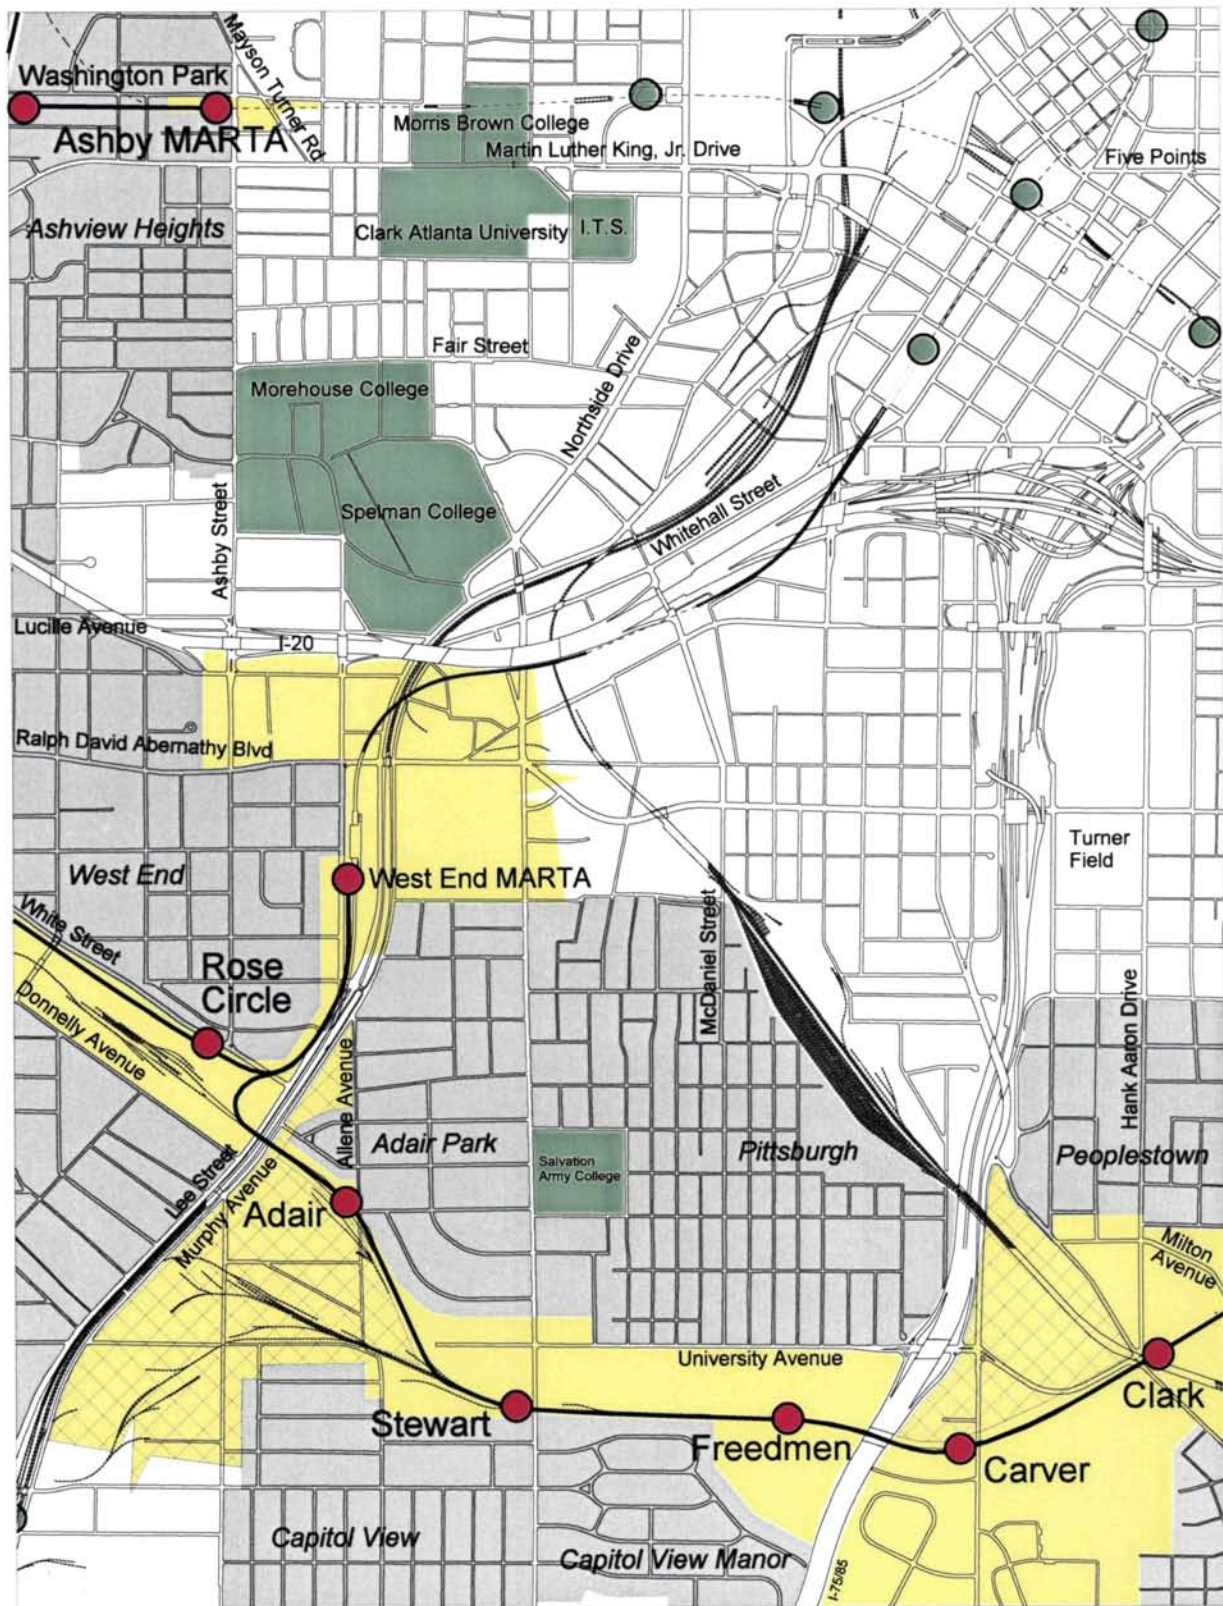 Mayson Turner Rd
Washington Park
Ashby MARTA
Morris Brown College
Martin Luther King, Jr. Drive
Five Points
Ashview Heights
Clark Atlanta University
I.T.S.
Fair Street
Northside Drive
Morehouse College
Spelman College
Ashby Street
Whitehall Street
Lucille Avenue
I-20
Ralph David Abernathy Blvd
Turner
Field
West End
West End MARTA
White Street
McDaniel Street
Rose
Circle
Donnelly Avenue
Hank Aaron Drive
Allene Avenue
Adair Park
Salvation
Army College
Pittsburgh
Peoplestown
Lee Street
Murphy Avenue
Adair
Milton
Avenue
University Avenue
Stewart
Freedmen
Clark
Carver
Capitol View
Capitol View Manor
I-75/85